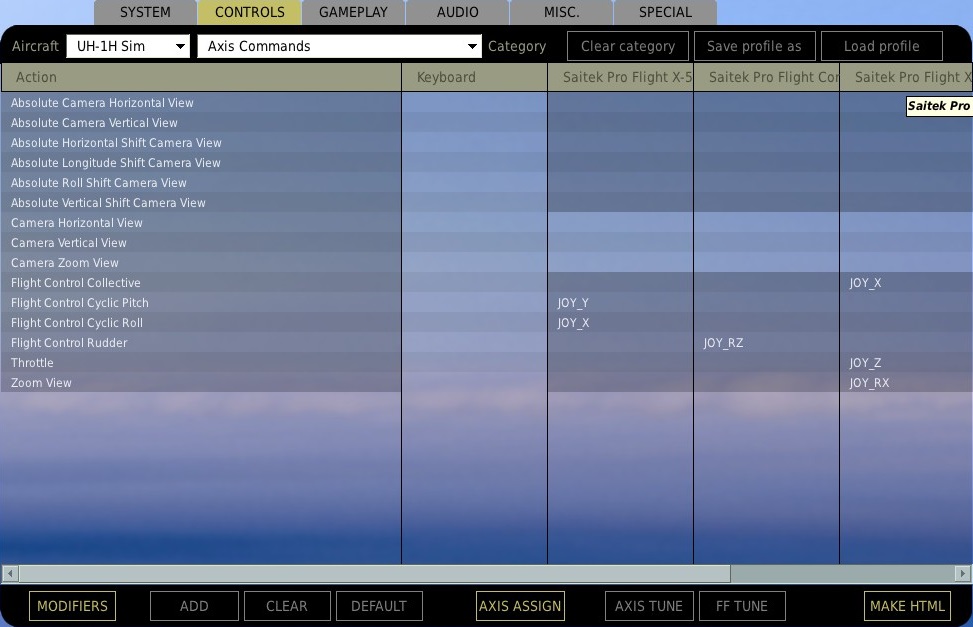 SYSTEM CONTROLS GAMEPLAY AUDIO MISC. SPECIAL
Aircraft UH-1H Sim Axis Commands Category Clear category Save profile as Load profile
Action Keyboard Saitek Pro Flight X-5 Saitek Pro Flight Cor Saitek Pro Flight X
Absolute Camera Horizontal View
Saitek Pro
Absolute Camera Vertical View
Absolute Horizontal Shift Camera View
Absolute Longitude Shift Camera View
Absolute Roll Shift Camera View
Absolute Vertical Shift Camera View
Camera Horizontal View
Camera Vertical View
Camera Zoom View
Flight Control Collective JOY_X
Flight Control Cyclic Pitch JOY_Y
Flight Control Cyclic Roll JOY_X
Flight Control Rudder JOY_RZ
Throttle JOY_Z
Zoom View JOY_RX
MODIFIERS ADD CLEAR DEFAULT AXIS ASSIGN AXIS TUNE FF TUNE MAKE HTML